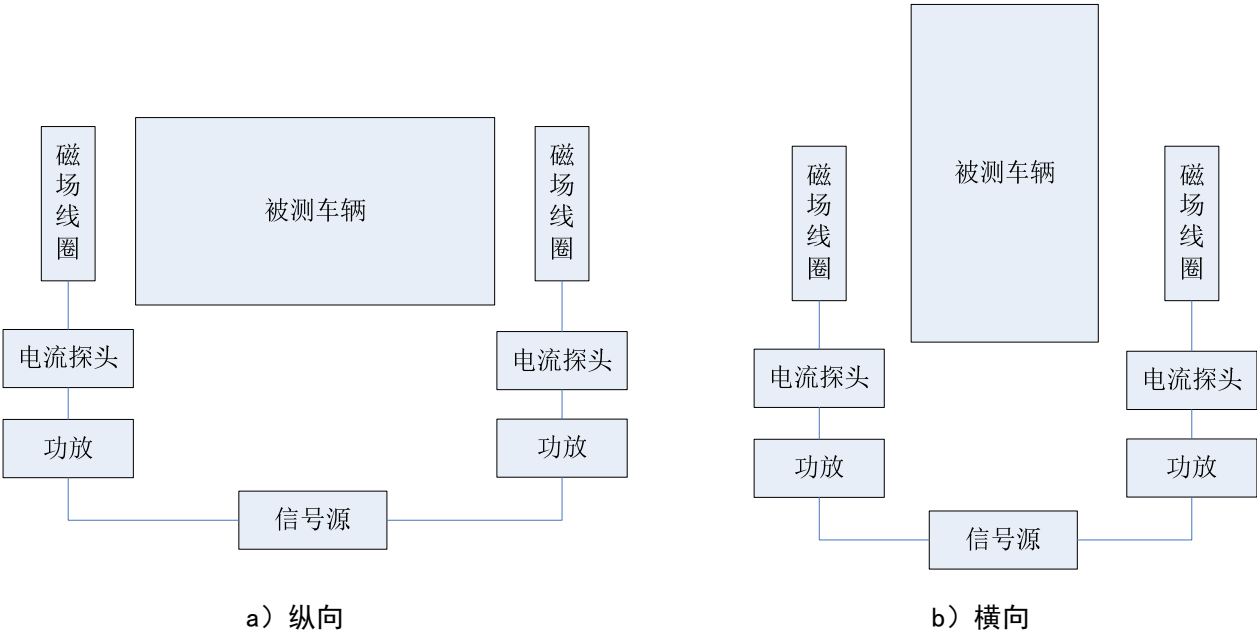 磁场线圈
被测车辆
磁场线圈
电流探头
电流探头
功放
功放
信号源
a）纵向
被测车辆
磁场线圈
磁场线圈
电流探头
电流探头
功放
功放
信号源
b）横向